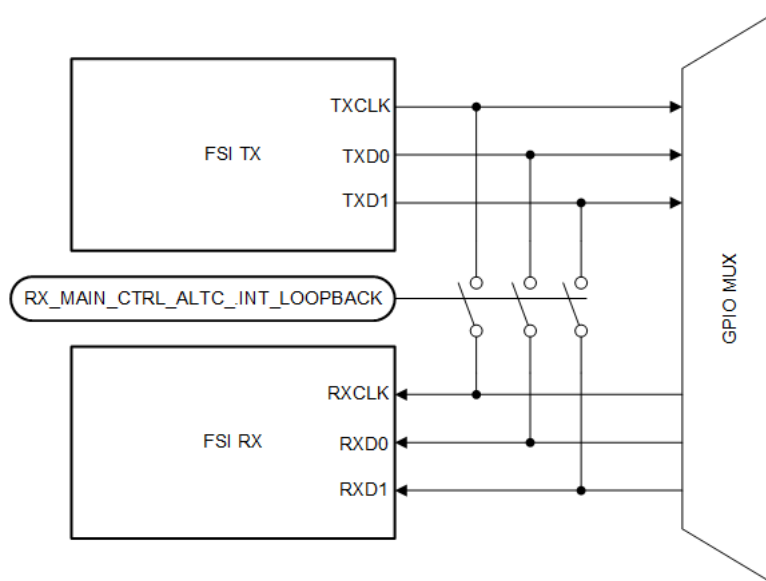 TXCLK
FSI TX
TXD0
TXD1
RX_MAIN_CTRL_ALTC_.INT_LOOPBACK
GPIO MUX
RXCLK
FSI RX
RXD0
RXD1